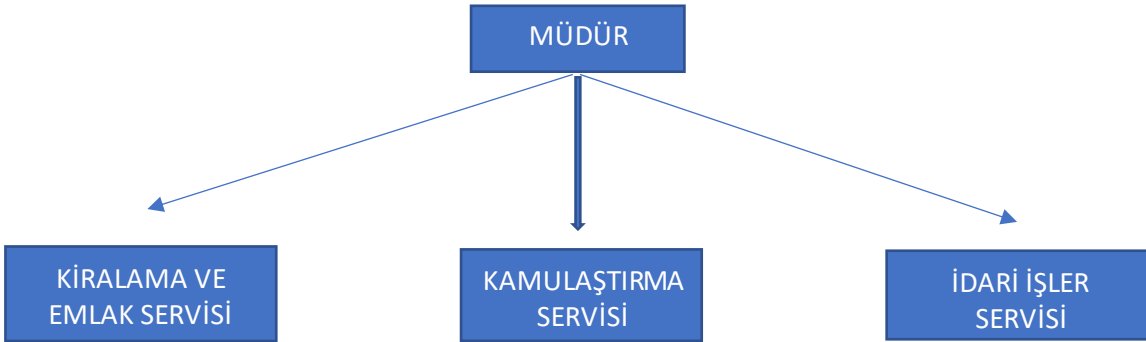 MÜDÜR
KİRALAMA VE
EMLAK SERVİSİ
KAMULAŞTIRMA
SERVİSİ
İDARİ İŞLER
SERVİSİ